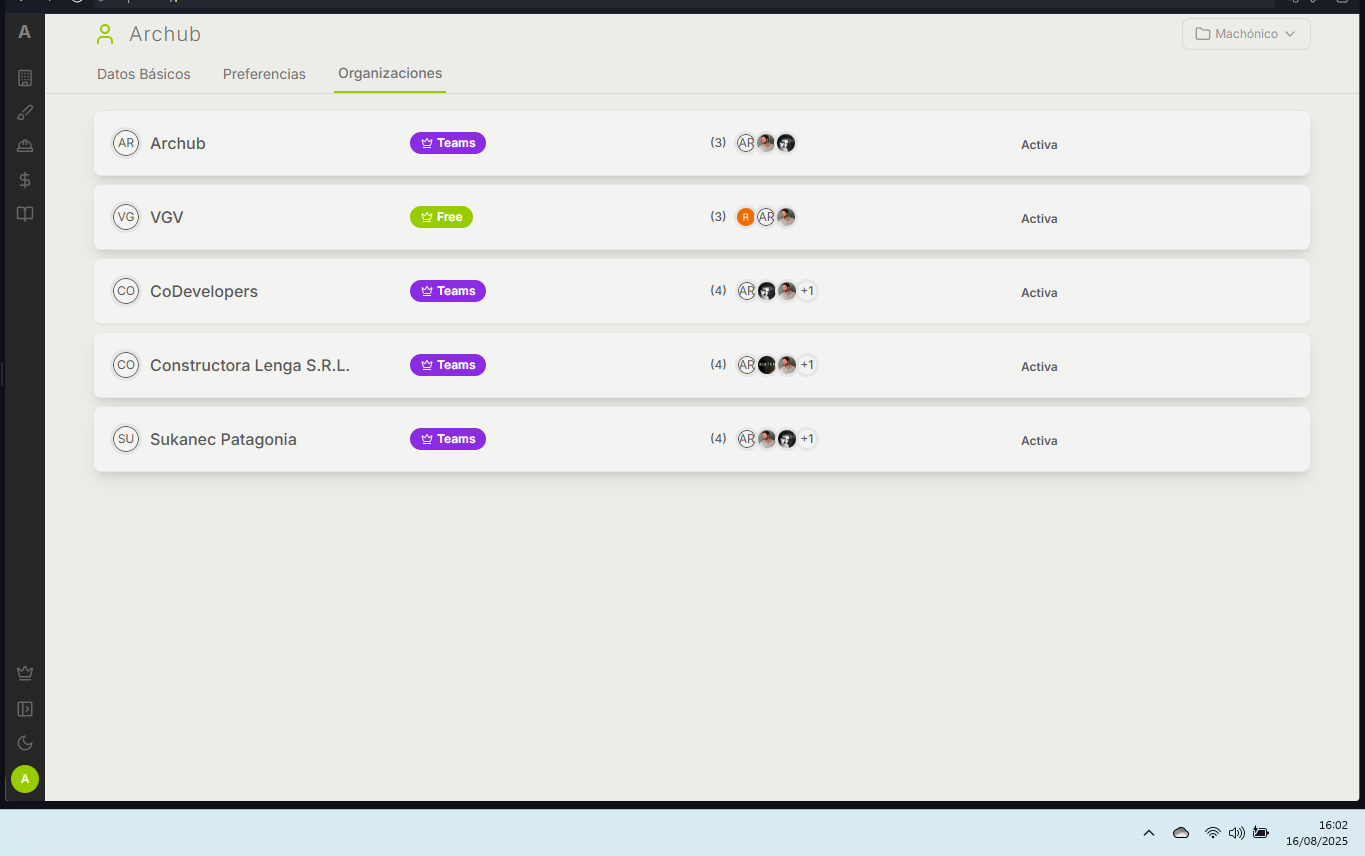 A
Archub
Machónico
Datos Básicos Preferencias Organizaciones
AR Archub Teams (3) AR Activa
VG VGV Free (3) R AR Activa
CO CoDevelopers Teams (4) AR +1 Activa
CO Constructora Lenga S.R.L. Teams (4) AR +1 Activa
SU Sukanec Patagonia Teams (4) AR +1 Activa
A
16:02
16/08/2025